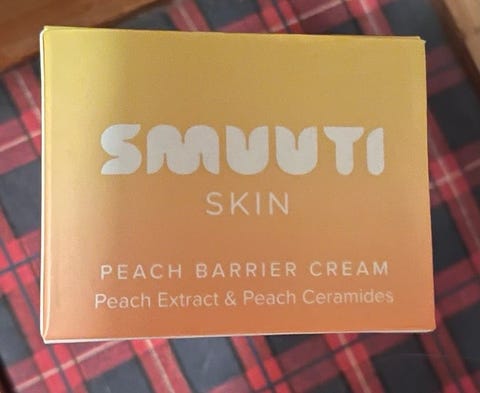 SMUUTI
SKIN
PEACH BARRIER CREAM
Peach Extract & Peach Ceramides